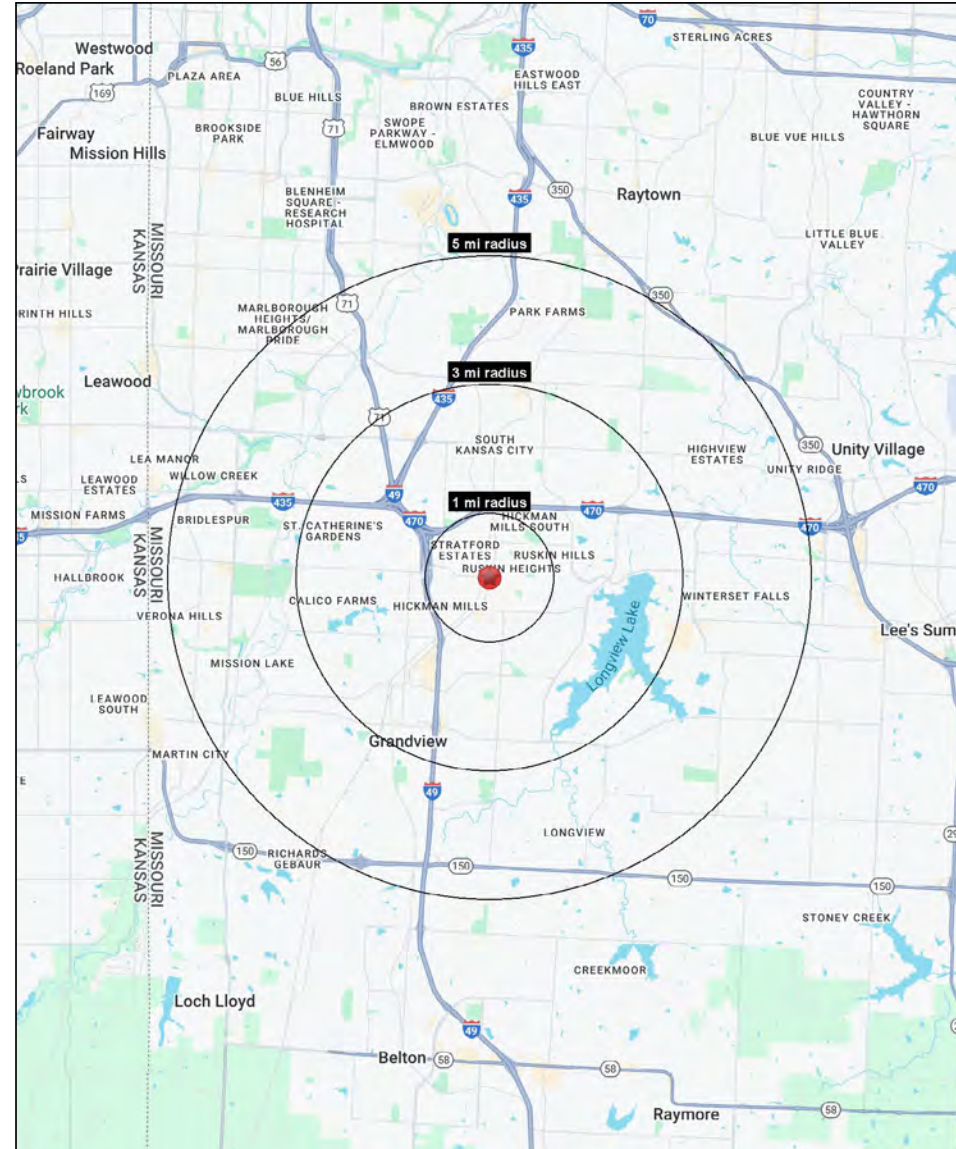 70
STERLING ACRES
Westwood
435
Roeland Park
56
PLAZA AREA
EASTWOOD
HILLS EAST
169
BLUE HILLS
BROWN ESTATES
COUNTRY
VALLEY -
HAWTHORN
SQUARE
Fairway
BROOKSIDE
PARK
71
SWOPE
PARKWAY -
ELMWOOD
BLUE VUE HILLS
Mission Hills
BLENHEIM
SQUARE -
RESEARCH
HOSPITAL
435
350
Raytown
MISSOURI
KANSAS
LITTLE BLUE
VALLEY
5 mi radius
Prairie Village
350
71
MARLBOROUGH
HEIGHTS/
MARLBOROUGH
PRIDE
PARK FARMS
RINTH HILLS
3 mi radius
Leawood
435
wbrook
rk
71
SOUTH
KANSAS CITY
350
HIGHVIEW
ESTATES
Unity Village
LEA MANOR
WILLOW CREEK
UNITY RIDGE
LEAWOOD
ESTATES
49
470
1 mi radius
435
MISSION FARMS
BRIDLESPUR
ST. CATHERINE'S
GARDENS
470
HICKMAN
MILLS SOUTH
470
470
35
MISSOURI
KANSAS
STRATFORD
ESTATES
RUSKIN HILLS
RUSKIN HEIGHTS
HALLBROOK
CALICO FARMS
HICKMAN MILLS
WINTERSET FALLS
VERONA HILLS
Longview Lake
Lee's Sum
MISSION LAKE
LEAWOOD
SOUTH
Grandview
MARTIN CITY
E
49
MISSOURI
KANSAS
LONGVIEW
150
RICHARDS
GEBAUR
150
150
150
29
STONEY CREEK
CREEKMOOR
Loch Lloyd
49
Belton
58
58
58
Raymore